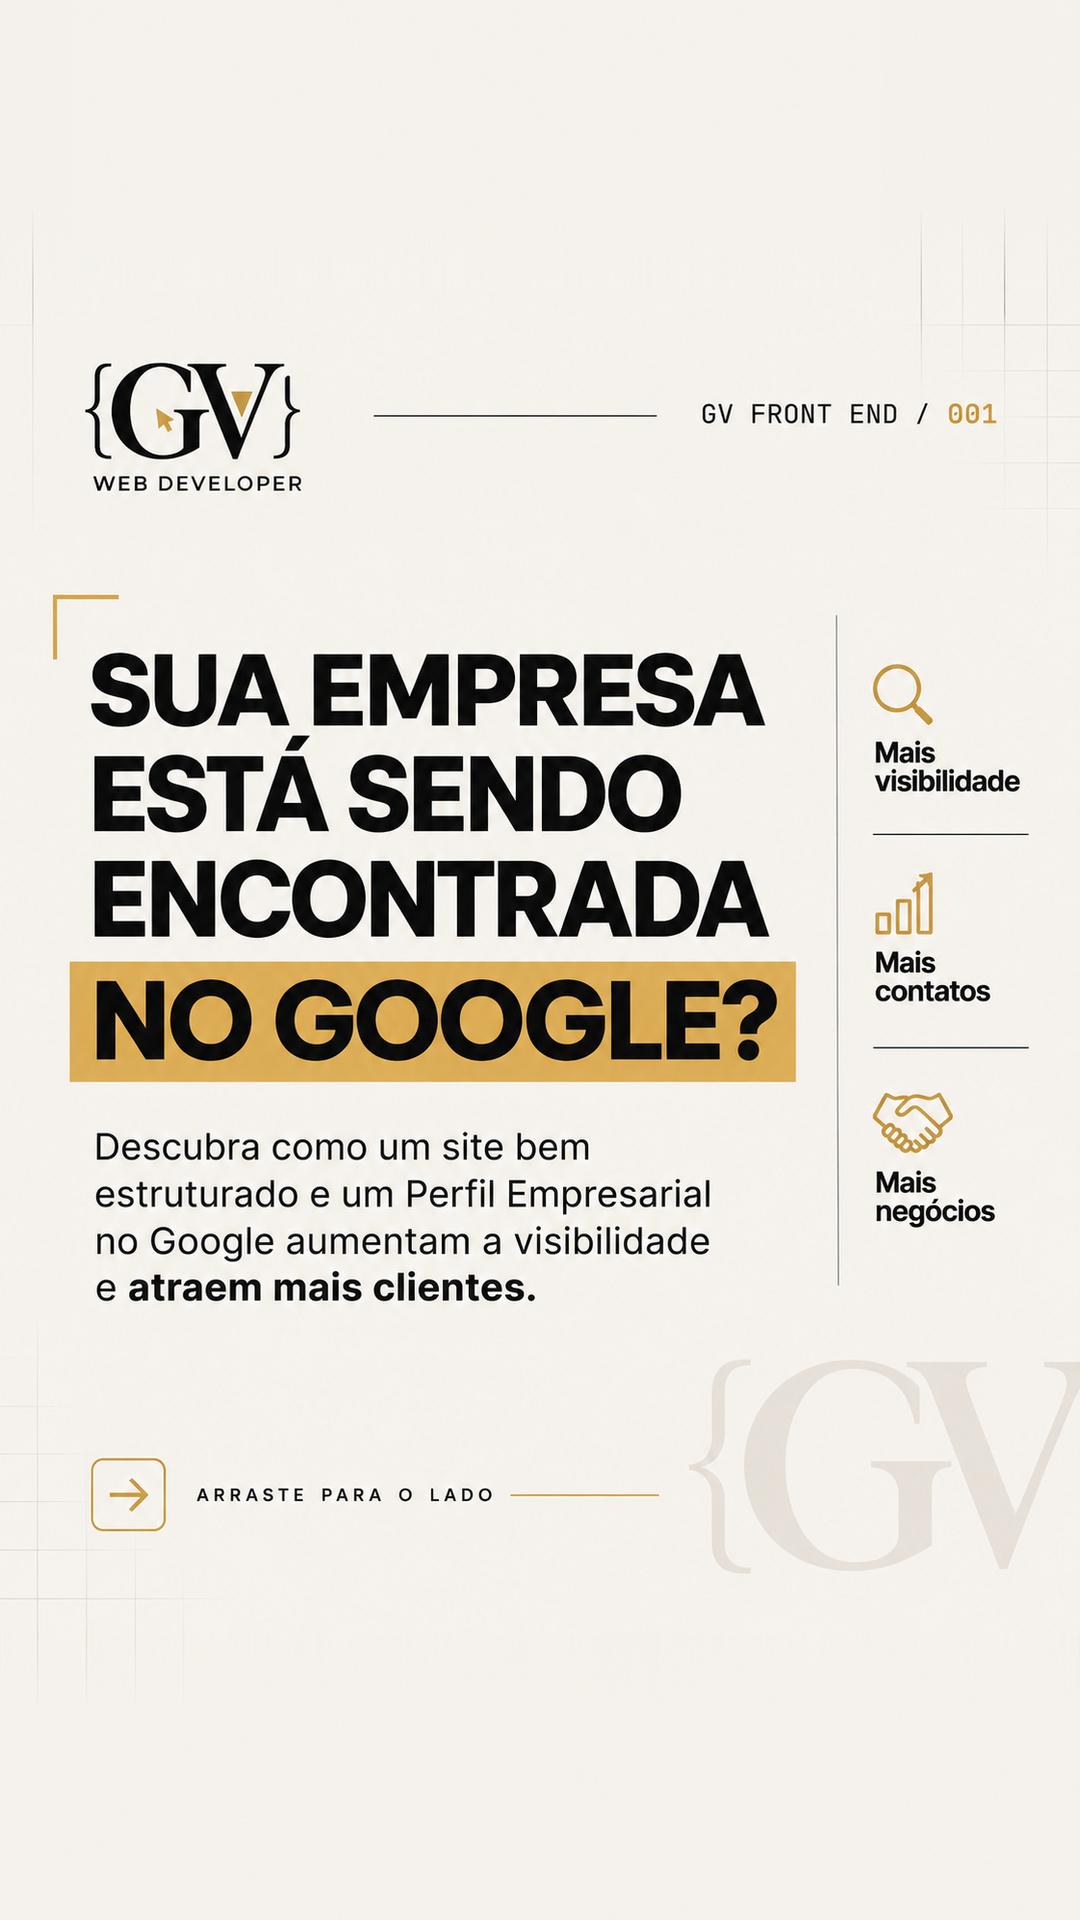 {GV}
WEB DEVELOPER
GV FRONT END / 001
SUA EMPRESA
ESTÁ SENDO
ENCONTRADA
NO GOOGLE?
Descubra como um site bem
estruturado e um Perfil Empresarial
no Google aumentam a visibilidade
e atraem mais clientes.
Mais
visibilidade
Mais
contatos
Mais
negócios
ARRASTE PARA O LADO
{GV